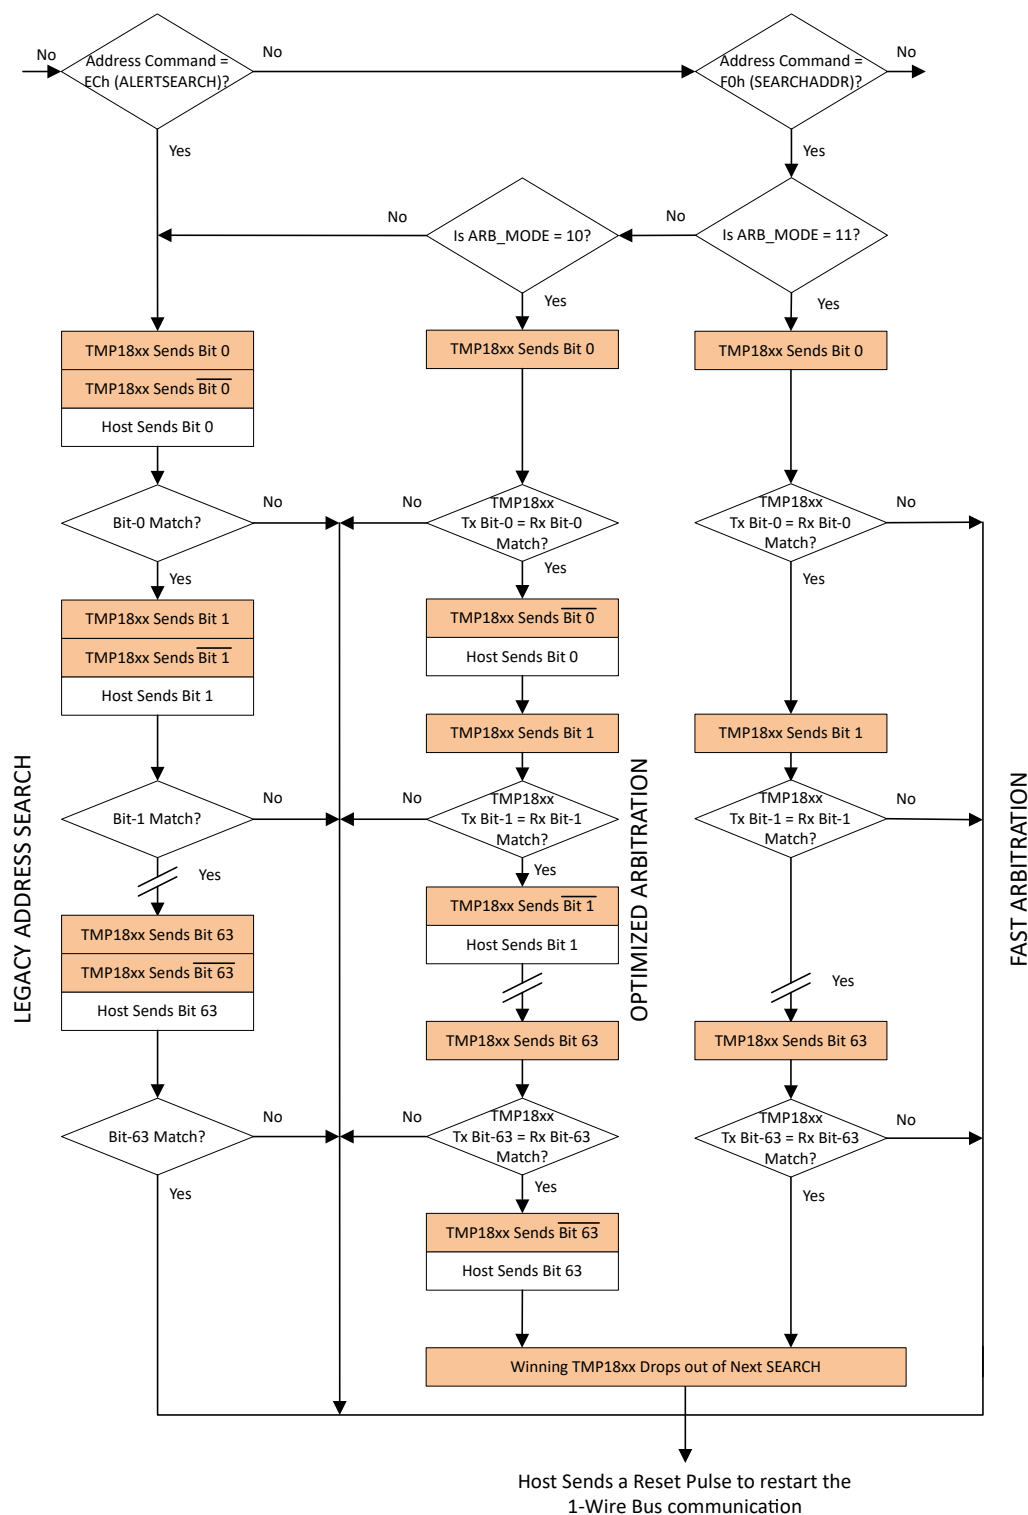 No
Address Command =
ECh (ALERTSEARCH)?
No
Address Command =
F0h (SEARCHADDR)?
No
Yes
Yes
Is ARB_MODE = 11?
No
Is ARB_MODE = 10?
No
Yes
Yes
TMP18xx Sends Bit 0
TMP18xx Sends B̅i̅t̅ ̅0̅
Host Sends Bit 0
TMP18xx Sends Bit 0
TMP18xx Sends Bit 0
Bit-0 Match?
No
Yes
TMP18xx
Tx Bit-0 = Rx Bit-0
Match?
No
Yes
TMP18xx
Tx Bit-0 = Rx Bit-0
Match?
No
Yes
TMP18xx Sends Bit 1
TMP18xx Sends B̅i̅t̅ ̅1̅
Host Sends Bit 1
TMP18xx Sends B̅i̅t̅ ̅0̅
Host Sends Bit 0
TMP18xx Sends Bit 1
TMP18xx Sends Bit 1
Bit-1 Match?
No
Yes
TMP18xx
Tx Bit-1 = Rx Bit-1
Match?
No
Yes
TMP18xx
Tx Bit-1 = Rx Bit-1
Match?
No
Yes
LEGACY ADDRESS SEARCH
OPTIMIZED ARBITRATION
FAST ARBITRATION
TMP18xx Sends Bit 63
TMP18xx Sends B̅i̅t̅ ̅6̅3̅
Host Sends Bit 63
TMP18xx Sends B̅i̅t̅ ̅1̅
Host Sends Bit 1
TMP18xx Sends Bit 63
TMP18xx Sends Bit 63
Bit-63 Match?
No
Yes
TMP18xx
Tx Bit-63 = Rx Bit-63
Match?
No
Yes
TMP18xx
Tx Bit-63 = Rx Bit-63
Match?
No
Yes
TMP18xx Sends B̅i̅t̅ ̅6̅3̅
Host Sends Bit 63
Winning TMP18xx Drops out of Next SEARCH
Host Sends a Reset Pulse to restart the
1-Wire Bus communication